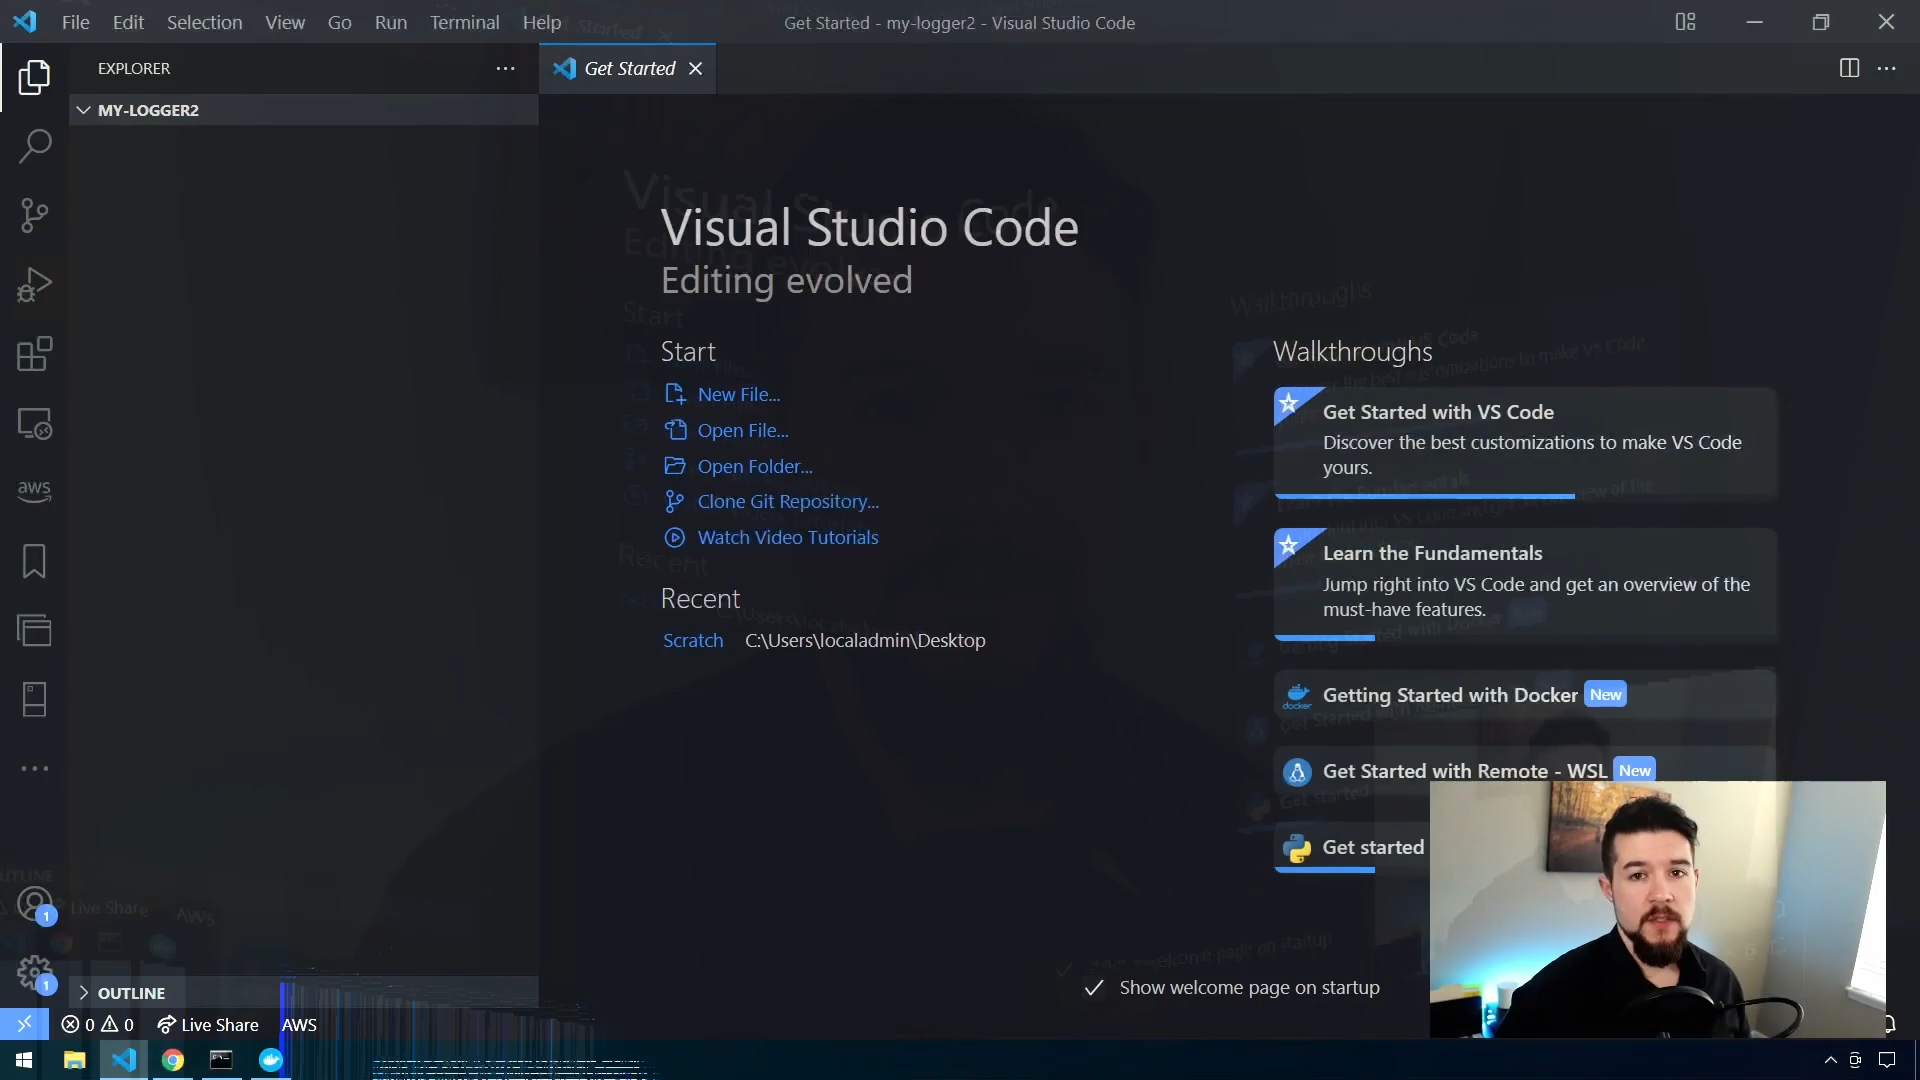 File Edit Selection View Go Run Terminal Help
Get Started - my-logger2 - Visual Studio Code
EXPLORER
Get Started
MY-LOGGER2
Visual Studio Code
Editing evolved
Start
New File...
Open File...
Open Folder...
Clone Git Repository...
Watch Video Tutorials
Recent
Scratch C:\Users\localadmin\Desktop
Walkthroughs
Get Started with VS Code
Discover the best customizations to make VS Code
yours.
Learn the Fundamentals
Jump right into VS Code and get an overview of the
must-have features.
docker
Getting Started with Docker New
Get Started with Remote - WSL New
Get started
Show welcome page on startup
aws
1
1
OUTLINE
0 0 Live Share AWS